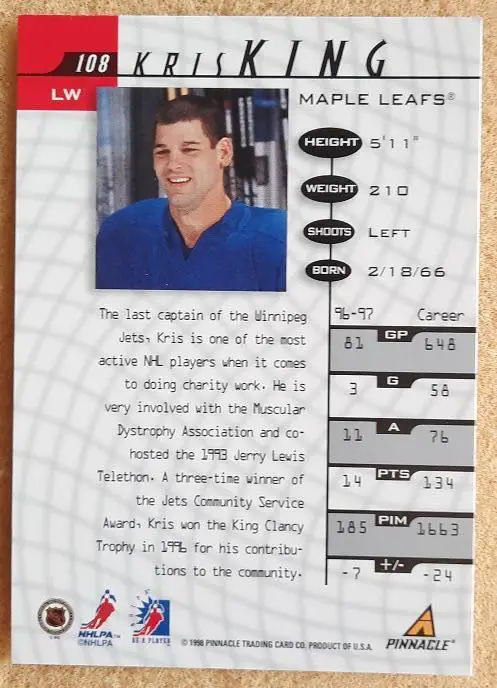 108 KRIS KING
LW
MAPLE LEAFS®
HEIGHT 5'11"
WEIGHT 210
SHOOTS LEFT
BORN 2/18/66
The last captain of the Winnipeg
Jets, Kris is one of the most
active NHL players when it comes
to doing charity work. He is
very involved with the Muscular
Dystrophy Association and co-
hosted the 1993 Jerry Lewis
Telethon. A three-time winner of
the Jets Community Service
Award, Kris won the King Clancy
Trophy in 1996 for his contribu-
tions to the community.
96-97 Career
81 GP 648
3 G 58
11 A 76
14 PTS 134
185 PIM 1663
-7 +/- -24
NHLPA™
©NHLPA
BE A PLAYER
© 1998 PINNACLE TRADING CARD CO. PRODUCT OF U.S.A.
PINNACLE®